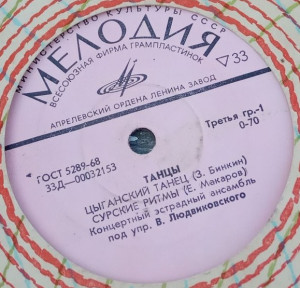 МИНИСТЕРСТВО КУЛЬТУРЫ СССР
МЕЛОДИЯ
ВСЕСОЮЗНАЯ ФИРМА ГРАМПЛАСТИНОК
33
АПРЕЛЕВСКИЙ ОРДЕНА ЛЕНИНА ЗАВОД
ГОСТ 5289-68
33Д—00032153
Третья гр-1
0-70
ТАНЦЫ
ЦЫГАНСКИЙ ТАНЕЦ (З. Бинкин)
СУРСКИЕ РИТМЫ (Е. Макаров)
Концертный эстрадный ансамбль
под упр. В. Людвиковского